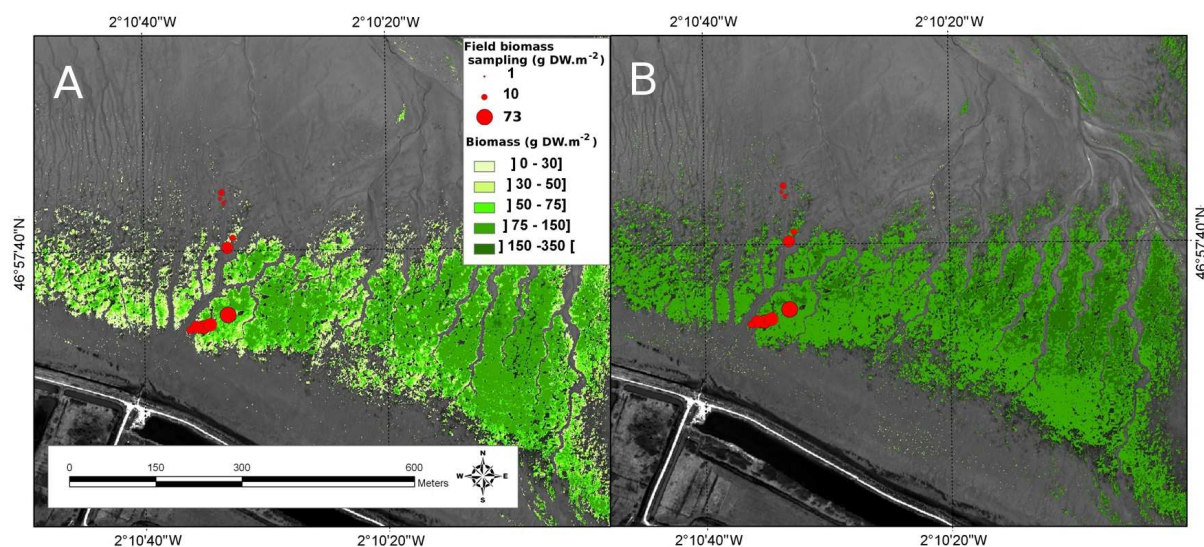 2°10'40"W
2°10'20"W
2°10'40"W
2°10'20"W
A
Field biomass
sampling (g DW.m-2)
1
10
73
Biomass (g DW.m-2)
] 0 - 30]
] 30 - 50]
] 50 - 75]
] 75 - 150]
] 150 -350 [
B
46°57'40"N
46°57'40"N
0
150
300
600
Meters
N
W
E
S
2°10'40"W
2°10'20"W
2°10'40"W
2°10'20"W